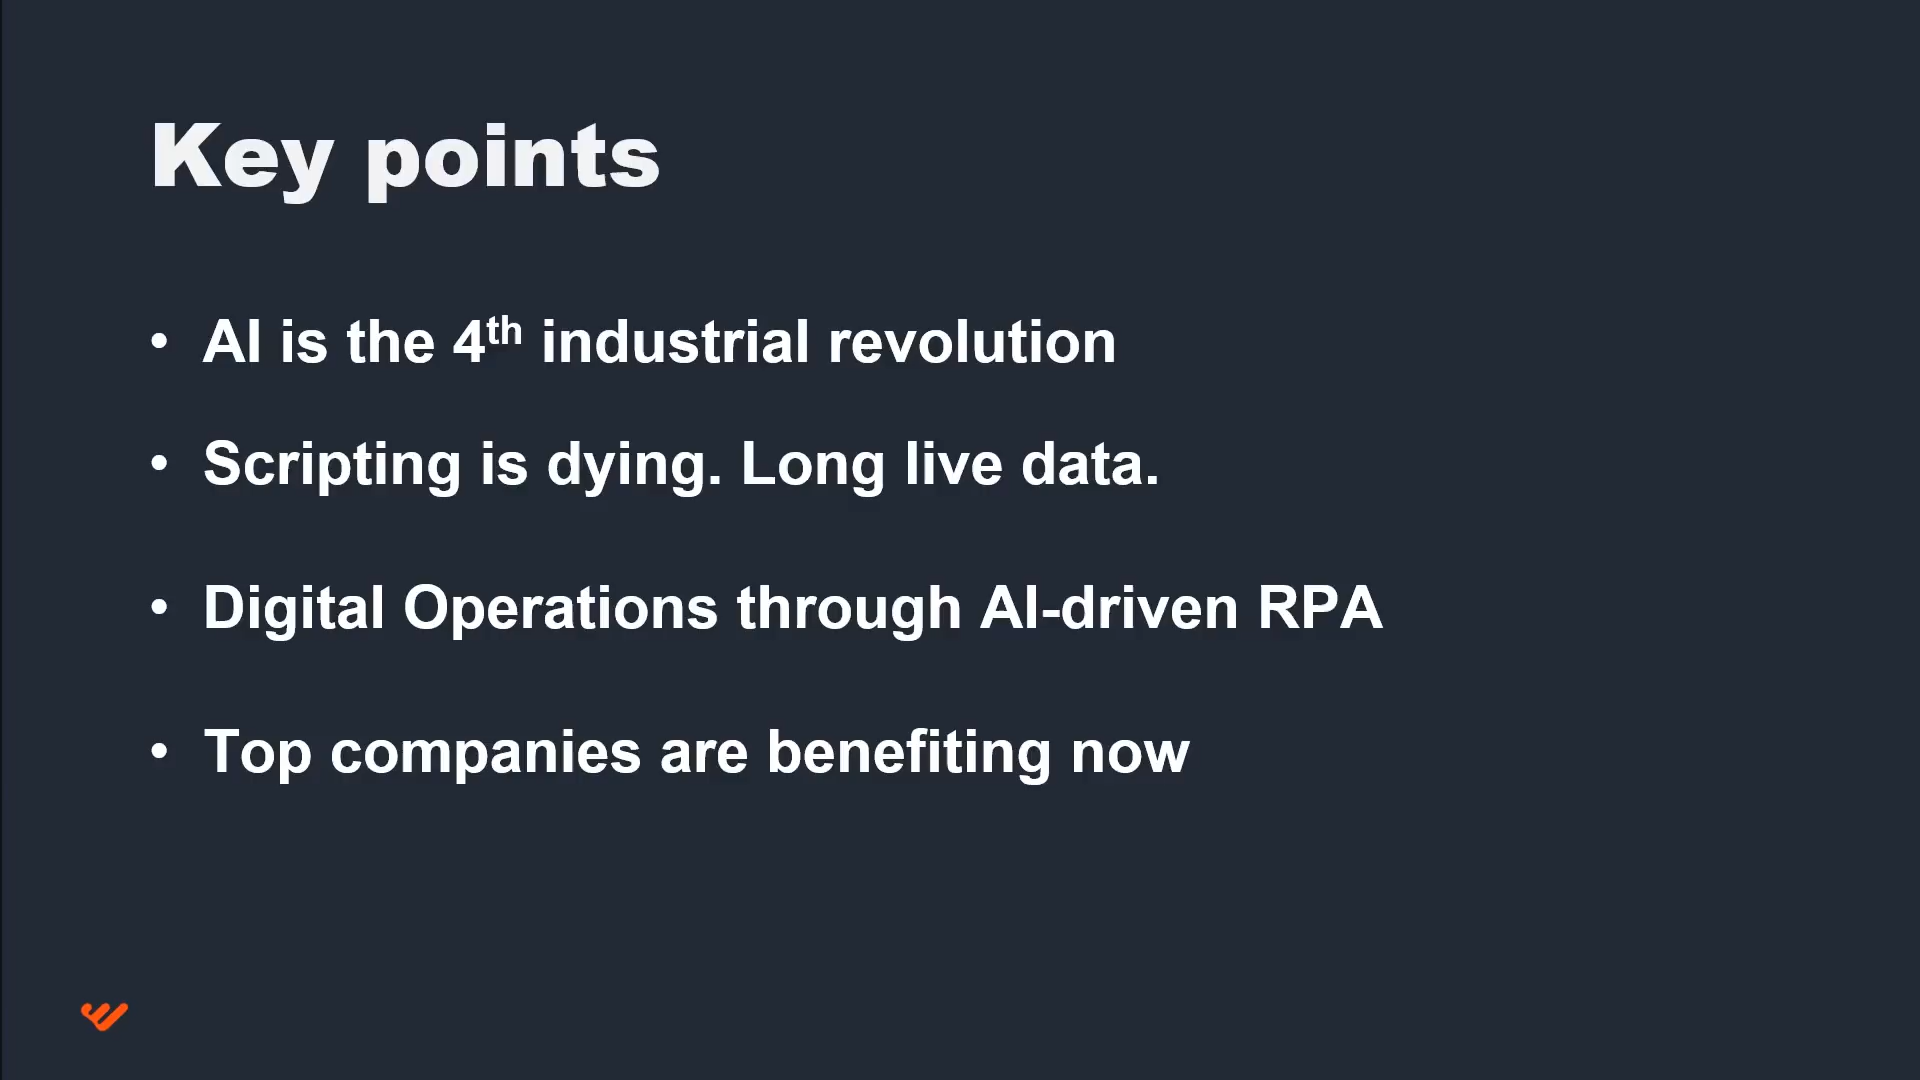 Key points
• AI is the 4th industrial revolution
• Scripting is dying. Long live data.
• Digital Operations through AI-driven RPA
• Top companies are benefiting now